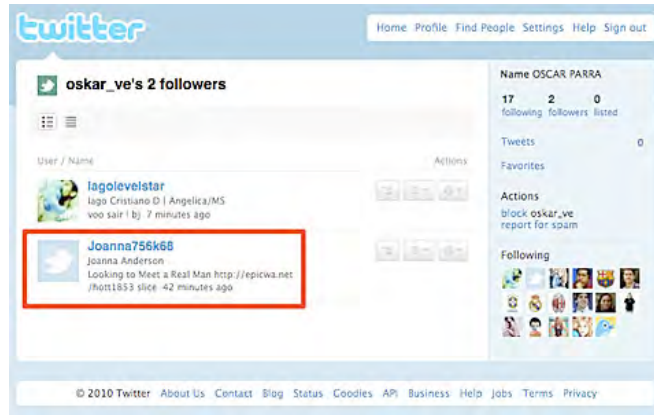 twitter
Home Profile Find People Settings Help Sign out
oskar_ve's 2 followers
User / Name Actions
Iagolevelstar
Iago Cristiano D | Angelica/MS
voo sair ! bj 7 minutes ago
Joanna756k68
Joanna Anderson
Looking to Meet a Real Man http://epicwa.net
/hott1853 slice 42 minutes ago
Name OSCAR PARRA
17 2 0
following followers listed
Tweets 0
Favorites
Actions
block oskar_ve
report for spam
Following
© 2010 Twitter About Us Contact Blog Status Goodies API Business Help Jobs Terms Privacy